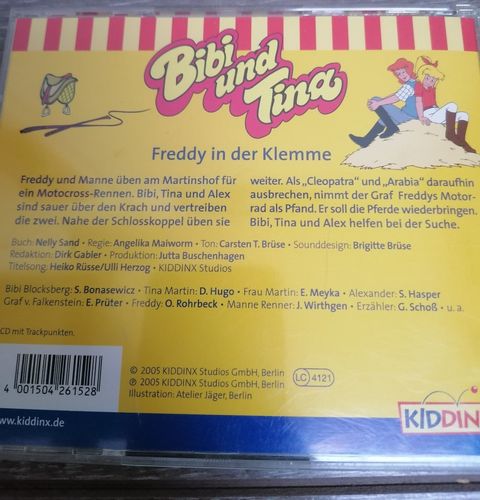 Bibi
und
Tina
Freddy in der Klemme
Freddy und Manne üben am Martinshof für
ein Motocross-Rennen. Bibi, Tina und Alex
sind sauer über den Krach und vertreiben
die zwei. Nahe der Schlosskoppel üben sie
weiter. Als „Cleopatra“ und „Arabia“ daraufhin
ausbrechen, nimmt der Graf Freddys Motor-
rad als Pfand. Er soll die Pferde wiederbringen.
Bibi, Tina und Alex helfen bei der Suche.
Buch: Nelly Sand • Regie: Angelika Maiworm • Ton: Carsten T. Brüse • Sounddesign: Brigitte Brüse
Redaktion: Dirk Gabler • Produktion: Jutta Buschenhagen
Titelsong: Heiko Rüsse/Ulli Herzog • KIDDINX Studios
Bibi Blocksberg: S. Bonasewicz • Tina Martin: D. Hugo • Frau Martin: E. Meyka • Alexander: S. Hasper
Graf v. Falkenstein: E. Prüter • Freddy: O. Rohrbeck • Manne Renner: J. Wirthgen • Erzähler: G. Schoß • u. a.
CD mit Trackpunkten.
4 001504 261528
www.kiddinx.de
© 2005 KIDDINX Studios GmbH, Berlin
℗ 2005 KIDDINX Studios GmbH, Berlin
Illustration: Atelier Jäger, Berlin
LC 4121
KIDDINX